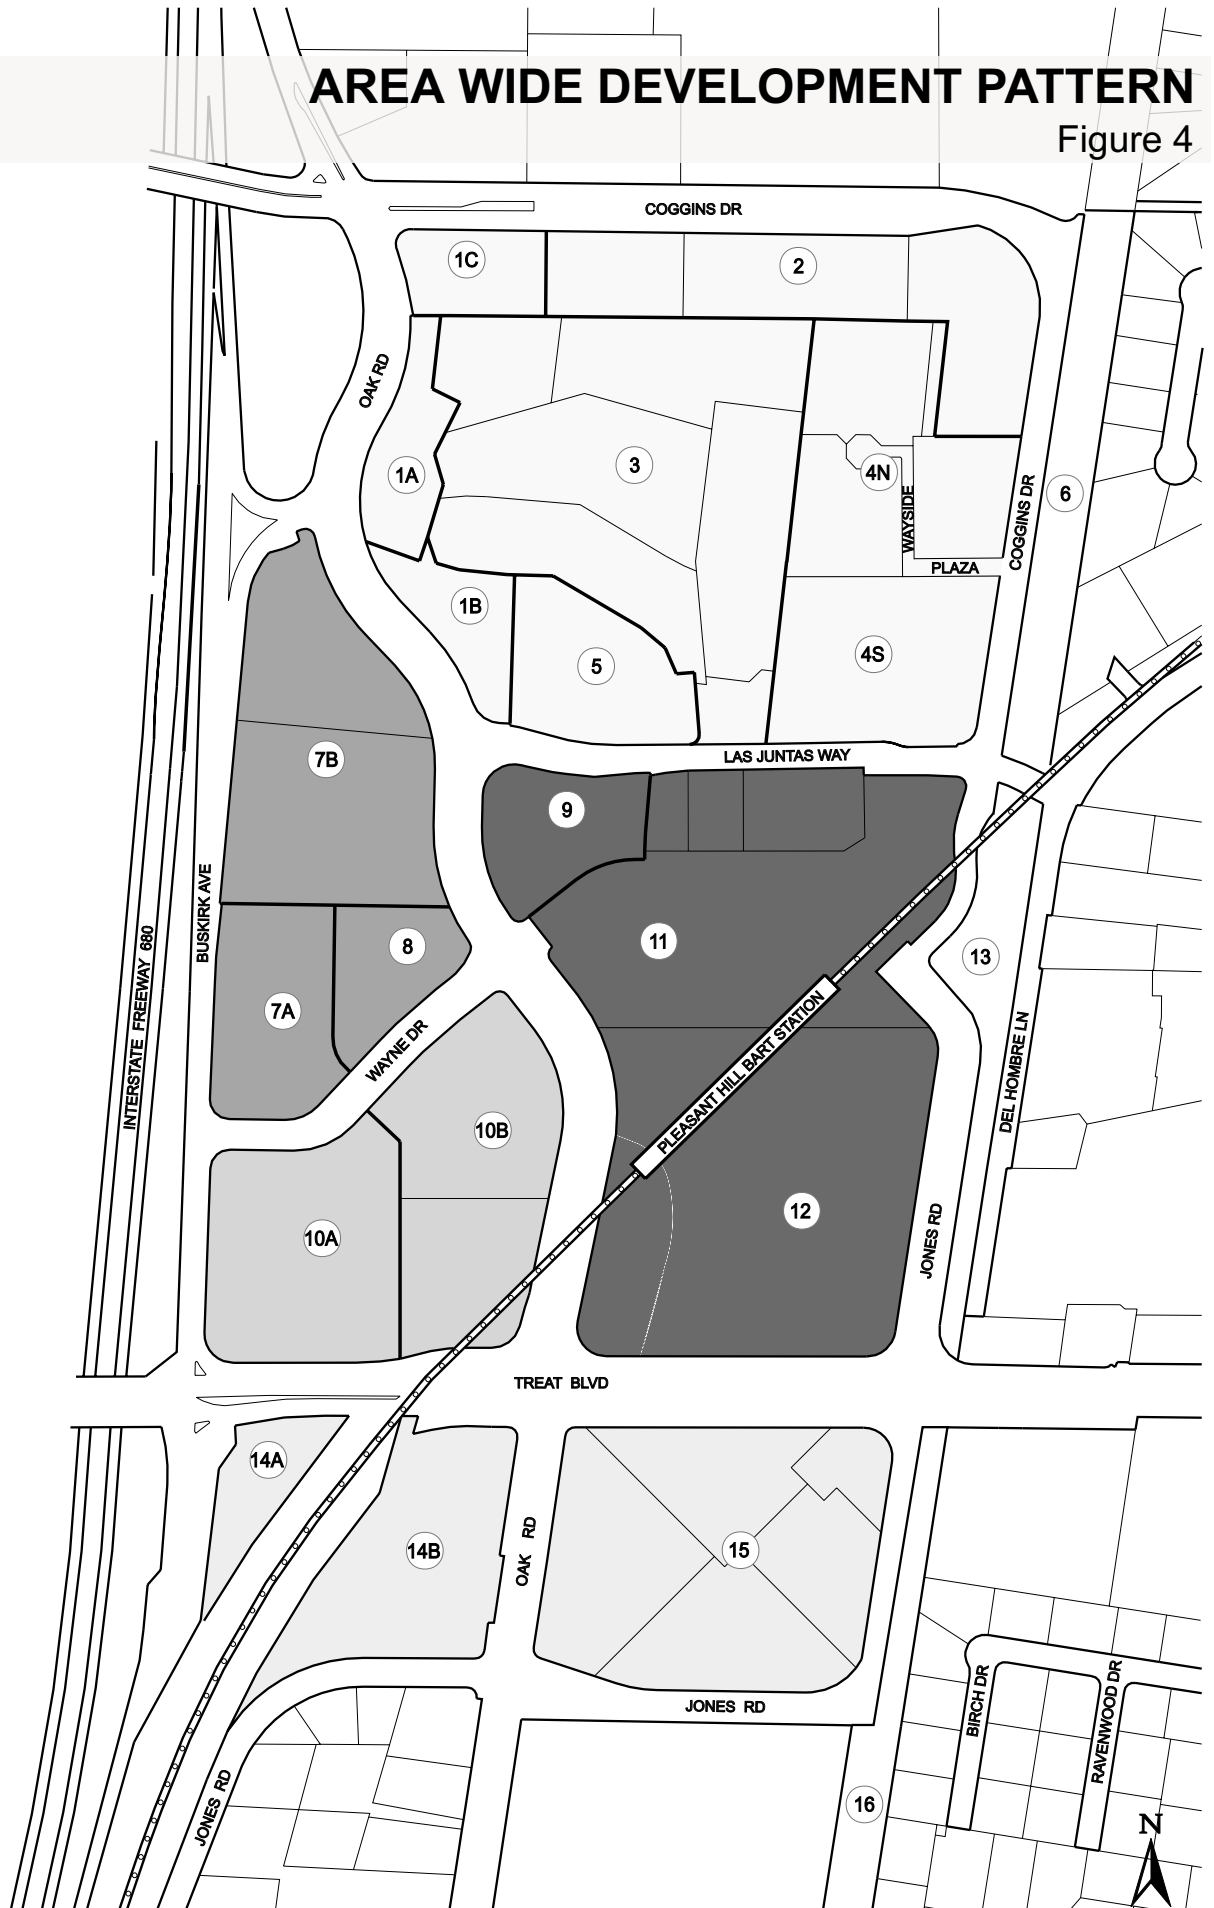 AREA WIDE DEVELOPMENT PATTERN
Figure 4
COGGINS DR
1C
2
OAK RD
3
1A
4N
WAYSIDE
COGGINS DR
6
PLAZA
1B
5
4S
LAS JUNTAS WAY
7B
9
BUSKIRK AVE
INTERSTATE FREEWAY 680
8
11
13
7A
WAYNE DR
PLEASANT HILL BART STATION
DEL HOMBRE LN
10B
10A
12
JONES RD
TREAT BLVD
14A
14B
OAK RD
15
JONES RD
BIRCH DR
RAVENWOOD DR
JONES RD
16
N